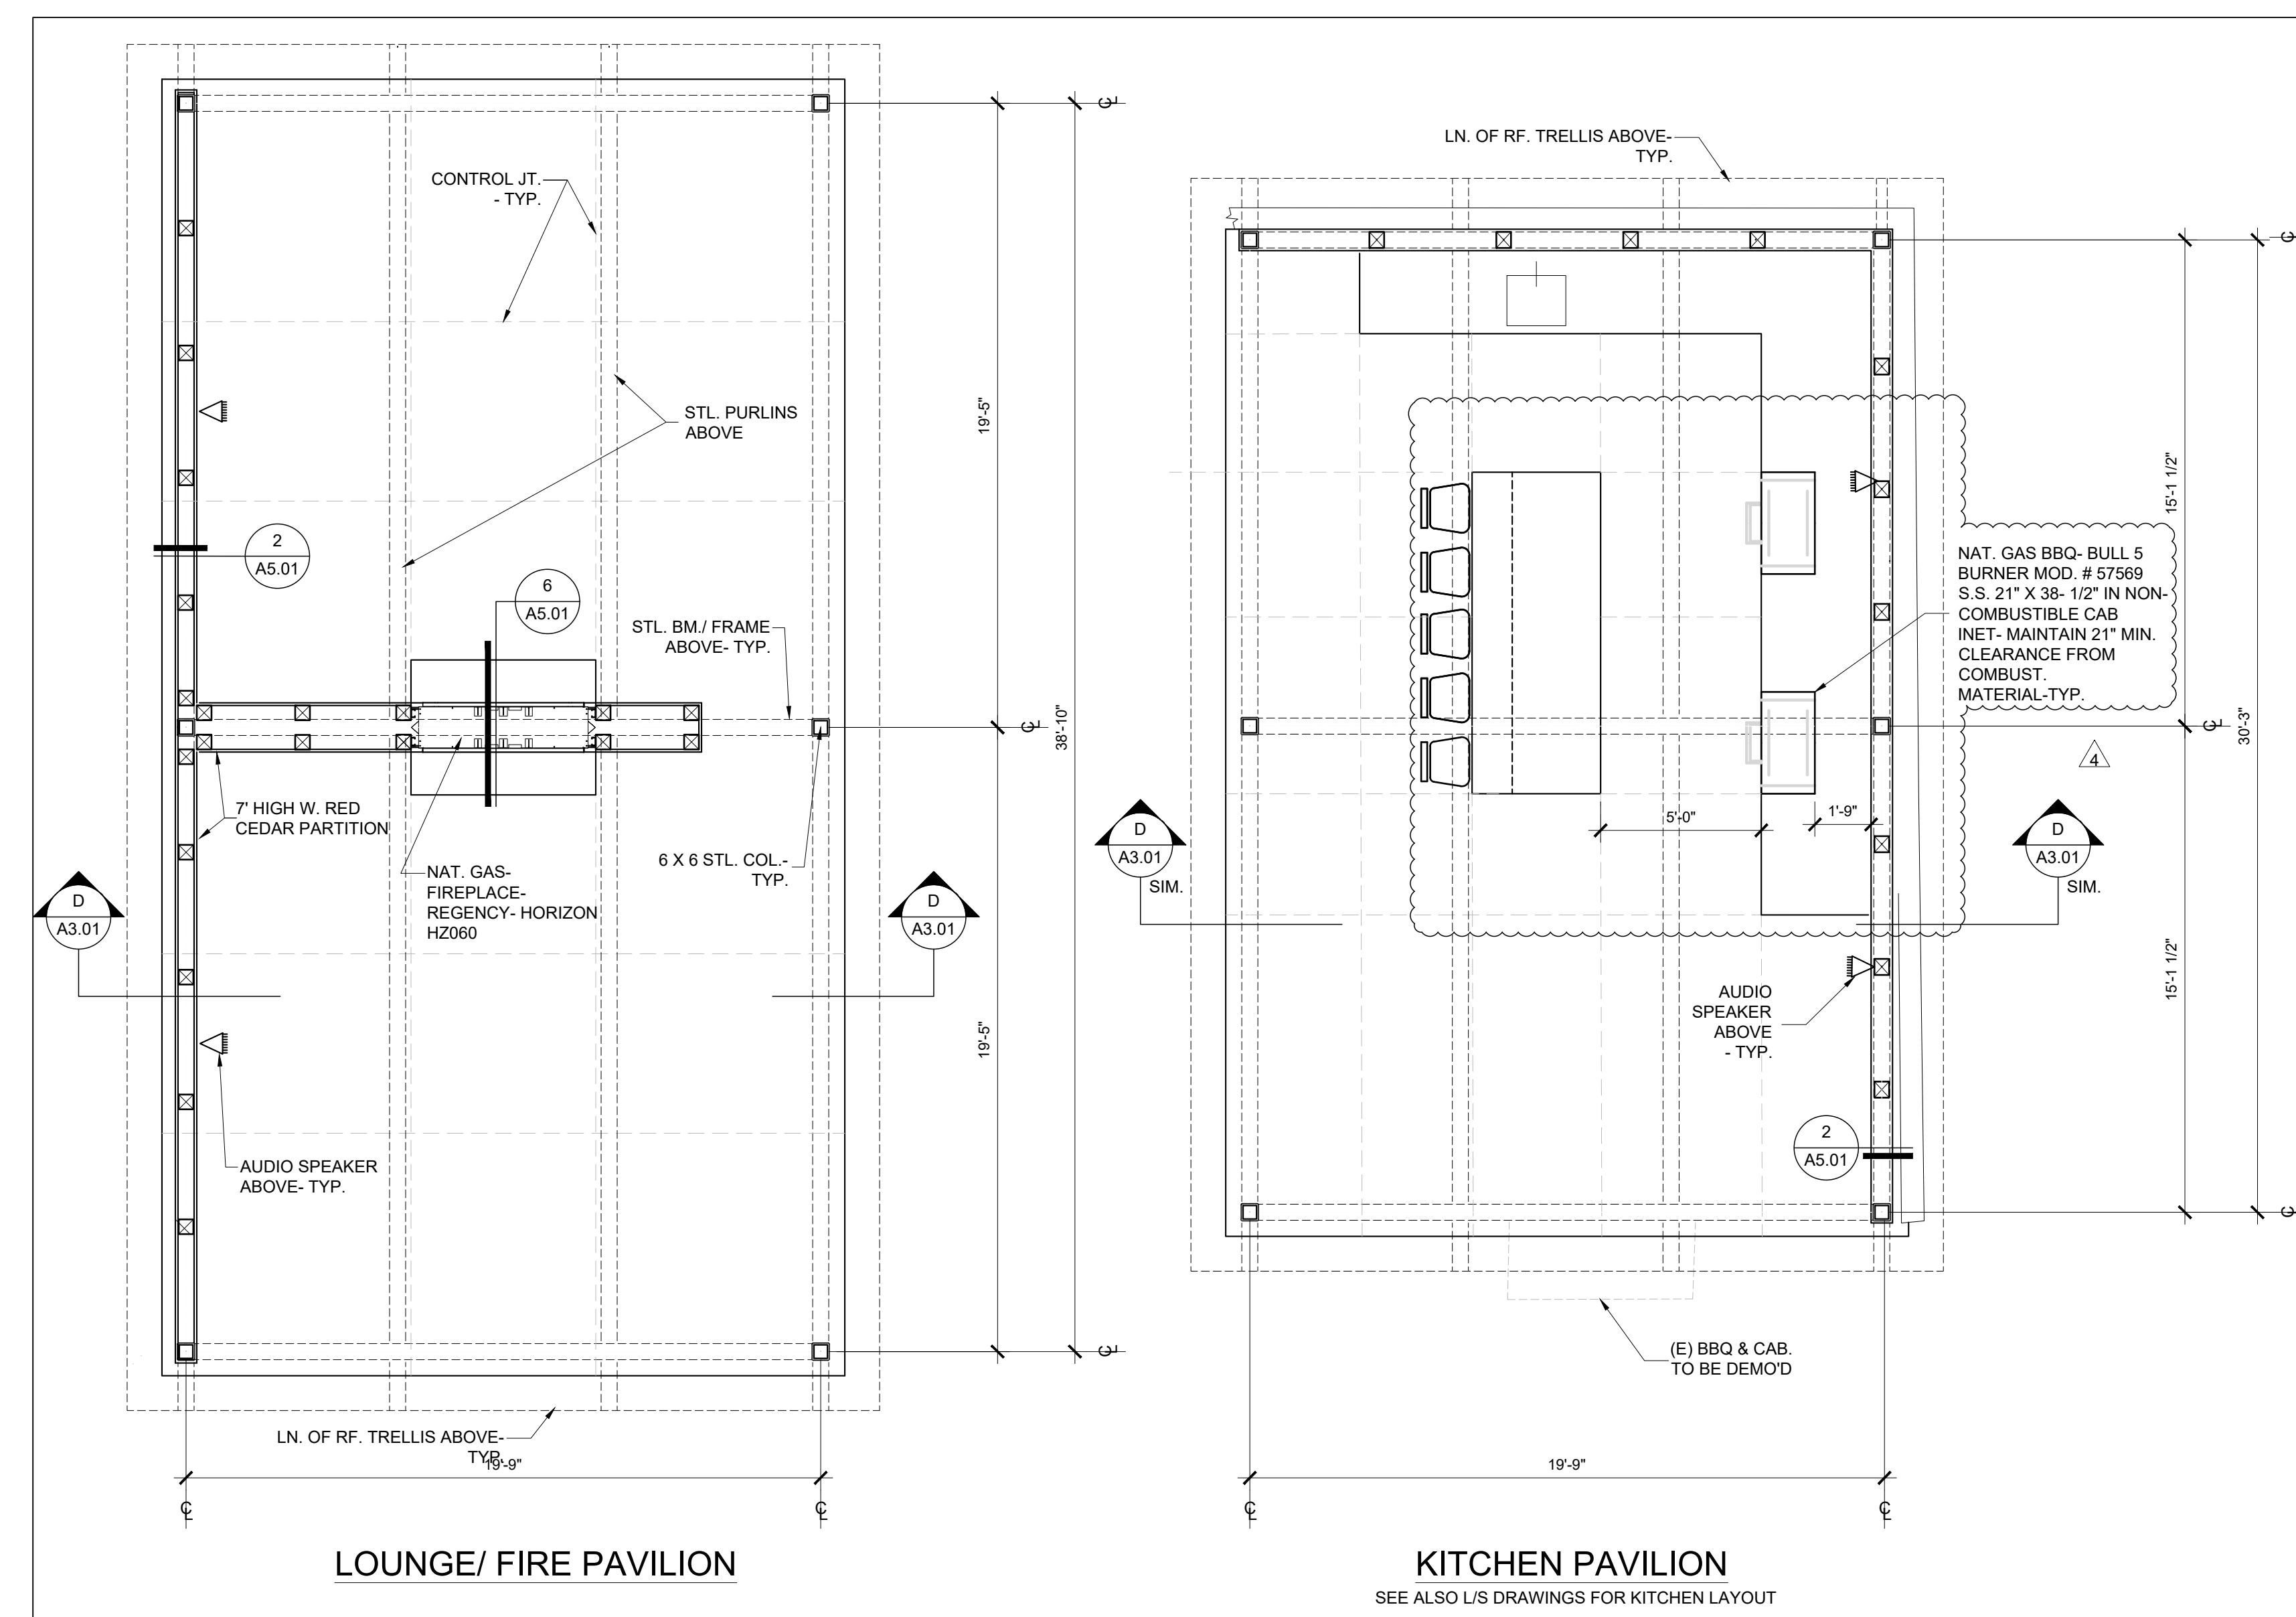 CONTROL JT.
- TYP.
STL. PURLINS
ABOVE
2
A5.01
6
A5.01
STL. BM./ FRAME
ABOVE- TYP.
7' HIGH W. RED
CEDAR PARTITION
NAT. GAS-
FIREPLACE-
REGENCY- HORIZON
HZ060
6 X 6 STL. COL.-
TYP.
D
A3.01
D
A3.01
AUDIO SPEAKER
ABOVE- TYP.
LN. OF RF. TRELLIS ABOVE-
TYP.
19'-9"
19'-5"
19'-5"
38'-10"
℄
℄
℄
℄
℄
LOUNGE/ FIRE PAVILION
LN. OF RF. TRELLIS ABOVE-
TYP.
NAT. GAS BBQ- BULL 5
BURNER MOD. # 57569
S.S. 21" X 38- 1/2" IN NON-
COMBUSTIBLE CAB
INET- MAINTAIN 21" MIN.
CLEARANCE FROM
COMBUST.
MATERIAL-TYP.
4
5'-0"
1'-9"
D
A3.01
SIM.
D
A3.01
SIM.
AUDIO
SPEAKER
ABOVE
- TYP.
2
A5.01
(E) BBQ & CAB.
TO BE DEMO'D
15'-1 1/2"
15'-1 1/2"
30'-3"
19'-9"
℄
℄
℄
℄
℄
KITCHEN PAVILION
SEE ALSO L/S DRAWINGS FOR KITCHEN LAYOUT